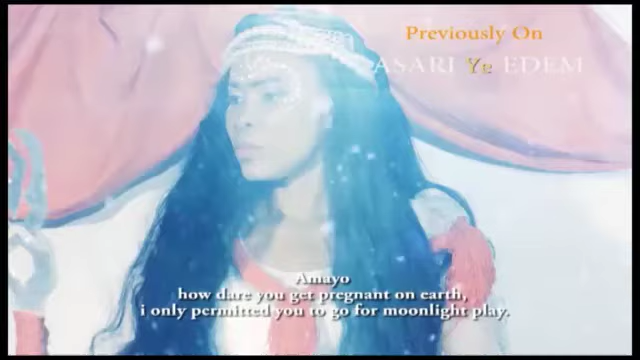 Previously On
ASARI Ye EDEM
Amayo
how dare you get pregnant on earth,
i only permitted you to go for moonlight play.